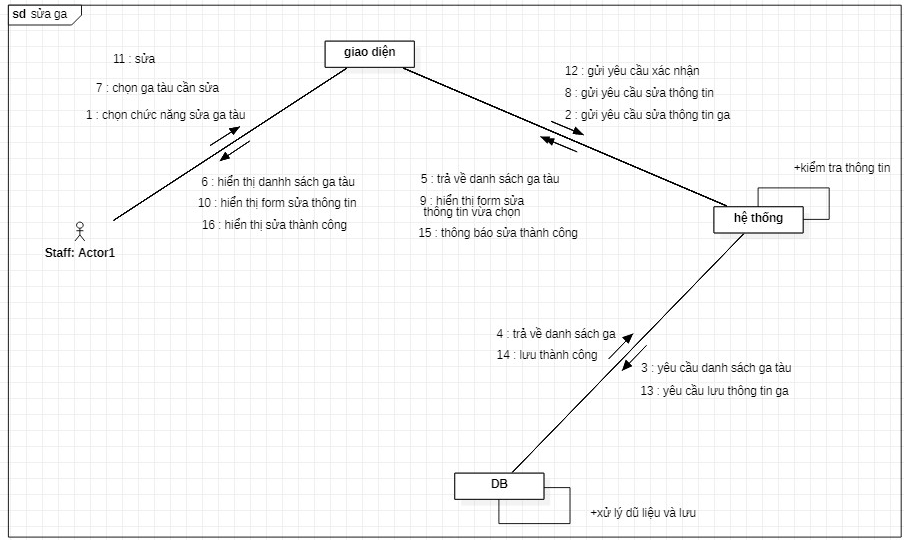 sd sửa ga
giao diện
11 : sửa
7 : chọn ga tàu cần sửa
1 : chọn chức năng sửa ga tàu
12 : gửi yêu cầu xác nhận
8 : gửi yêu cầu sửa thông tin
2 : gửi yêu cầu sửa thông tin ga
6 : hiển thị danhh sách ga tàu
10 : hiển thị form sửa thông tin
16 : hiển thị sửa thành công
5 : trả về danh sách ga tàu
9 : hiển thị form sửa
thông tin vừa chọn
15 : thông báo sửa thành công
+kiểm tra thông tin
hệ thống
Staff: Actor1
4 : trả về danh sách ga
14 : lưu thành công
3 : yêu cầu danh sách ga tàu
13 : yêu cầu lưu thông tin ga
DB
+xử lý dũ liệu và lưu